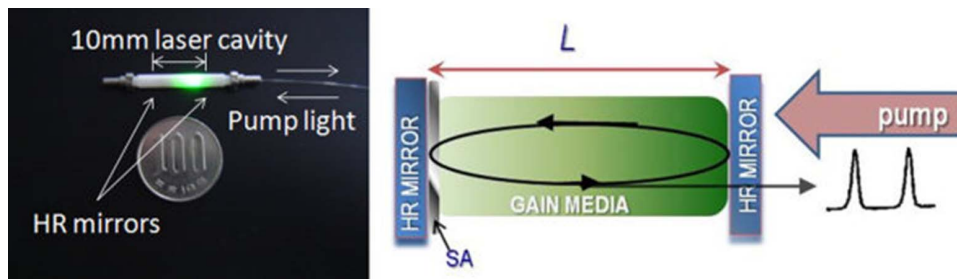 10mm laser cavity
Pump light
100
HR mirrors
L
HR MIRROR
GAIN MEDIA
HR MIRROR
pump
SA